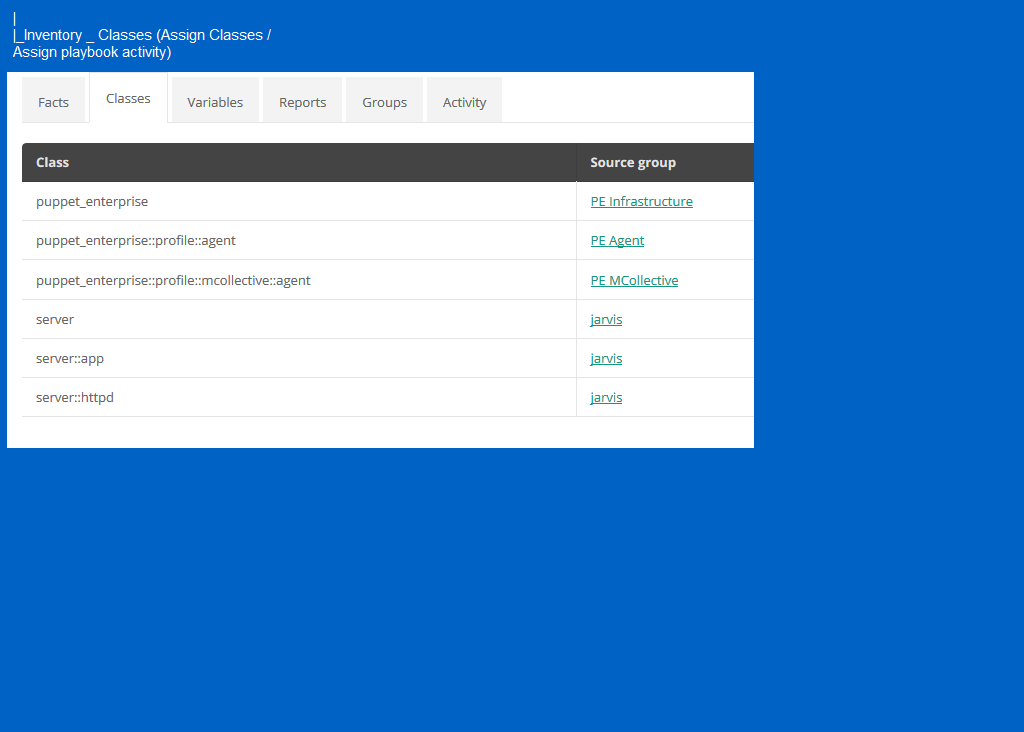 |
|_Inventory _ Classes (Assign Classes /
Assign playbook activity)
Facts Classes Variables Reports Groups Activity
Class Source group
puppet_enterprise PE Infrastructure
puppet_enterprise::profile::agent PE Agent
puppet_enterprise::profile::mcollective::agent PE MCollective
server jarvis
server::app jarvis
server::httpd jarvis